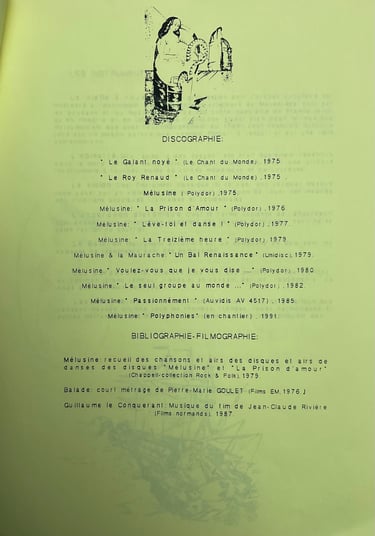 DISCOGRAPHIE:
" Le Galant noyé " (Le Chant du Monde) ,1975
" Le Roy Renaud " (Le Chant du Monde) ,1975
Mélusine ( Polydor) ,1975
Mélusine: " La Prison d'Amour " (Polydor) ,1976
Mélusine: " Lève-toi et danse ! " (Polydor) ,1977.
Mélusine: " La Treizième heure " (Polydor) ,1979
Mélusine & la Maurache " Un Bal Renaissance" (Unidisc),1979.
Mélusine:" Voulez-vous que je vous dise ..." (Polydor) ,1980
Mélusine:" Le seul groupe au monde ..." (Polydor) ,1982.
Mélusine:" Passionnément " (Auvidis AV 4517) , 1985.
Mélusine:" Polyphonies" (en chantier) ,1991.
BIBLIOGRAPHIE-FILMOGRAPHIE:
Mélusine:recueil des chansons et airs des disques et airs de
danses des disques "Mélusine" et "La Prison d'amour"
(Chappell-collection Rock & Folk),1979.
Balade: court métrage de Pierre-Marie GOULET (Films EM,1976.)
Guillaume le Conquérant:Musique du fim de Jean-Claude Rivière
(Films normands), 1987.